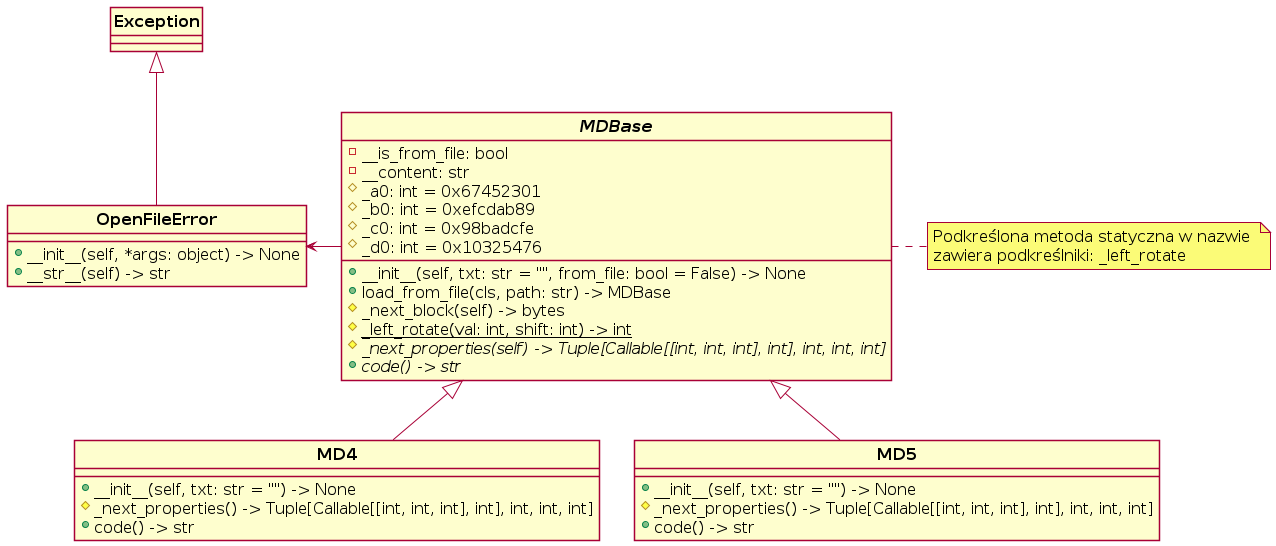 Exception
MDBase
__is_from_file: bool
__content: str
_a0: int = 0x67452301
_b0: int = 0xefcdab89
_c0: int = 0x98badcfe
_d0: int = 0x10325476
__init__(self, txt: str = "", from_file: bool = False) -> None
load_from_file(cls, path: str) -> MDBase
_next_block(self) -> bytes
_left_rotate(val: int, shift: int) -> int
_next_properties(self) -> Tuple[Callable[[int, int, int], int], int, int, int]
code() -> str
OpenFileError
__init__(self, *args: object) -> None
__str__(self) -> str
Podkreślona metoda statyczna w nazwie
zawiera podkreślniki: _left_rotate
MD4
__init__(self, txt: str = "") -> None
_next_properties() -> Tuple[Callable[[int, int, int], int], int, int, int]
code() -> str
MD5
__init__(self, txt: str = "") -> None
_next_properties() -> Tuple[Callable[[int, int, int], int], int, int, int]
code() -> str